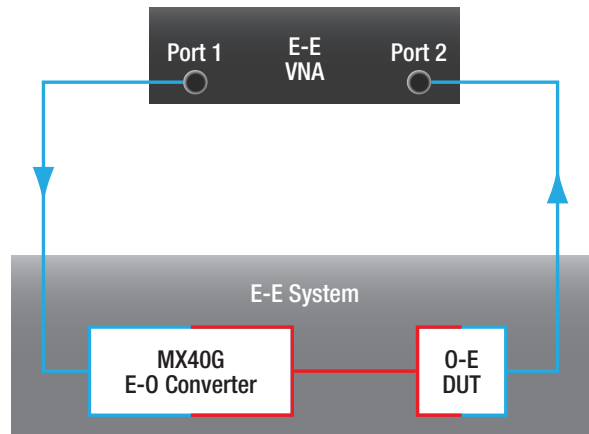 Port 1
E-E
VNA
Port 2
E-E System
MX40G
E-O Converter
O-E
DUT